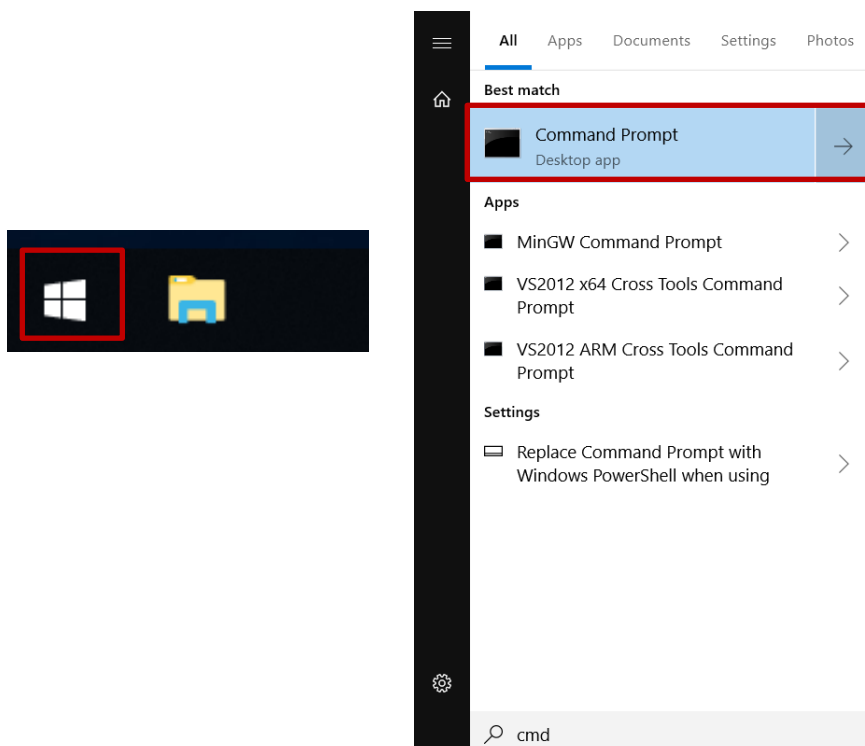 All Apps Documents Settings Photos
Best match
Command Prompt
Desktop app
Apps
MinGW Command Prompt
VS2012 x64 Cross Tools Command
Prompt
VS2012 ARM Cross Tools Command
Prompt
Settings
Replace Command Prompt with
Windows PowerShell when using
cmd